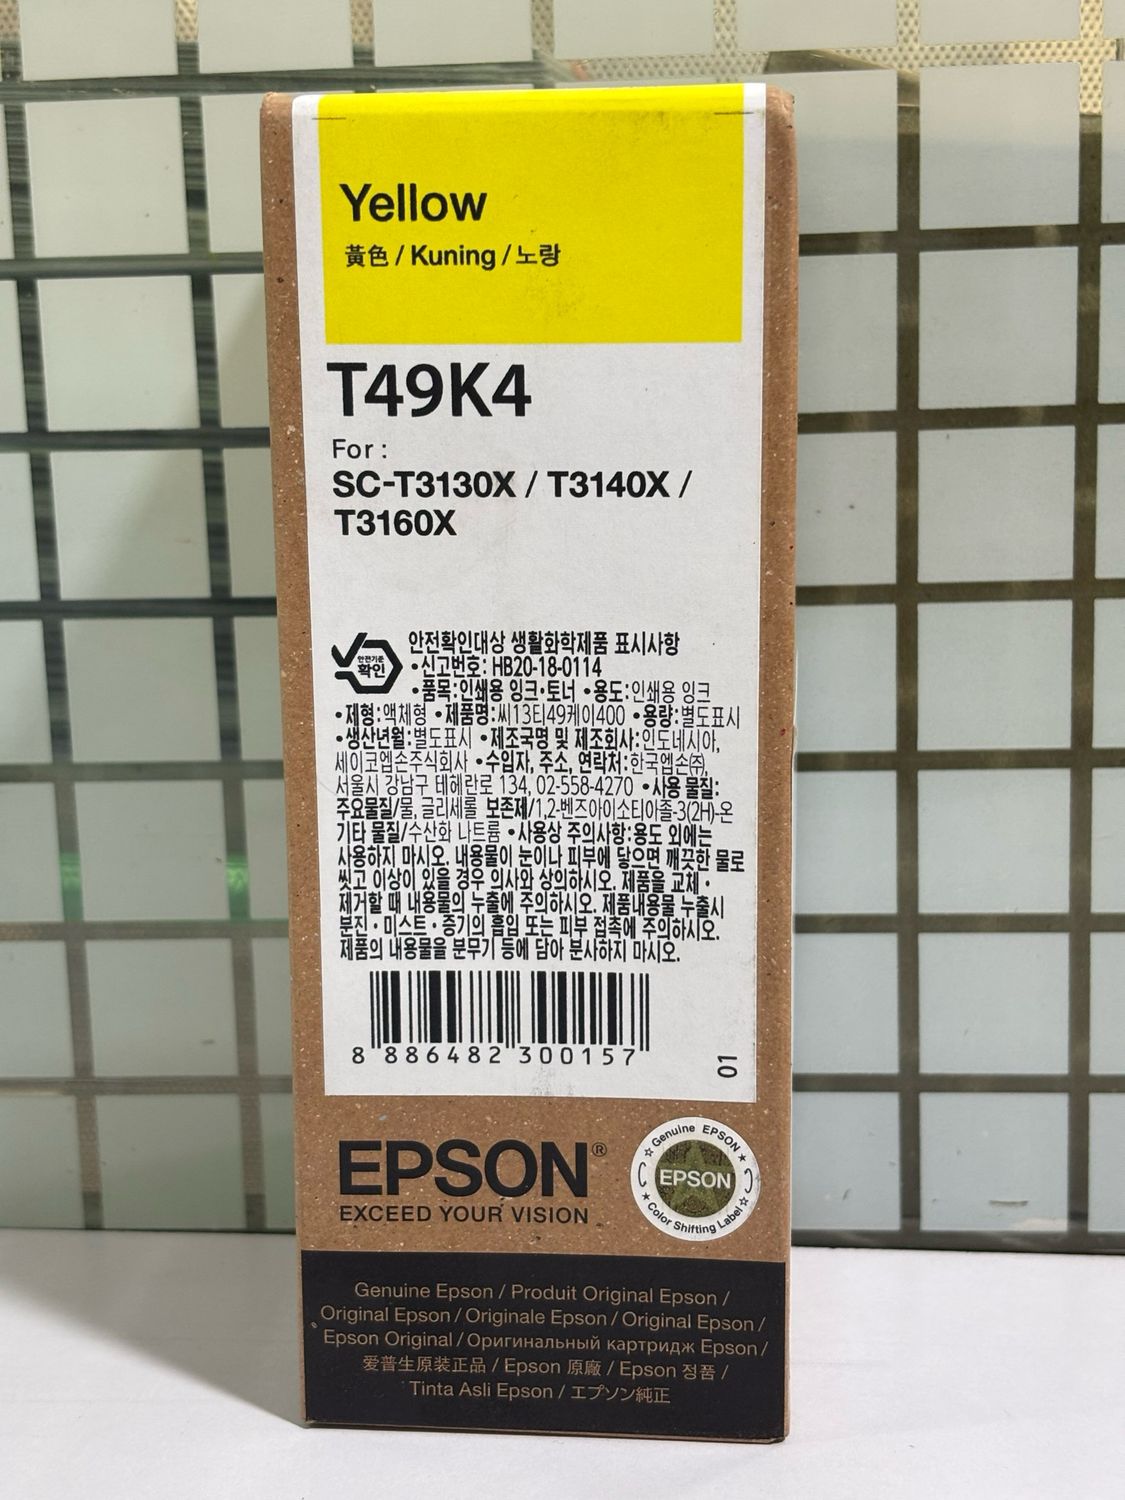 Yellow
黃色 / Kuning / 노랑
T49K4
For :
SC-T3130X / T3140X /
T3160X
안전확인대상 생활화학제품 표시사항
안전기준
확인
•신고번호: HB20-18-0114
•품목:인쇄용 잉크•토너 •용도:인쇄용 잉크
•제형:액체형 •제품명:씨13티49케이400 •용량:별도표시
•생산년월:별도표시 •제조국명 및 제조회사:인도네시아,
세이코엡손주식회사 •수입자, 주소, 연락처:한국엡손㈜,
서울시 강남구 테헤란로 134, 02-558-4270 •사용 물질:
주요물질/물, 글리세롤 보존제/1,2-벤즈아이소티아졸-3(2H)-온
기타 물질/수산화 나트륨 •사용상 주의사항:용도 외에는
사용하지 마시오. 내용물이 눈이나 피부에 닿으면 깨끗한 물로
씻고 이상이 있을 경우 의사와 상의하시오. 제품을 교체 •
제거할 때 내용물의 누출에 주의하시오. 제품내용물 누출시
분진 • 미스트 • 증기의 흡입 또는 피부 접촉에 주의하시오.
제품의 내용물을 분무기 등에 담아 분사하지 마시오.
8 886482 300157
01
EPSON®
EXCEED YOUR VISION
Genuine EPSON
EPSON
Color Shifting Label
Genuine Epson / Produit Original Epson /
Original Epson / Originale Epson / Original Epson /
Epson Original / Оригинальный картридж Epson /
爱普生原装正品 / Epson 原廠 / Epson 정품 /
Tinta Asli Epson / エプソン純正